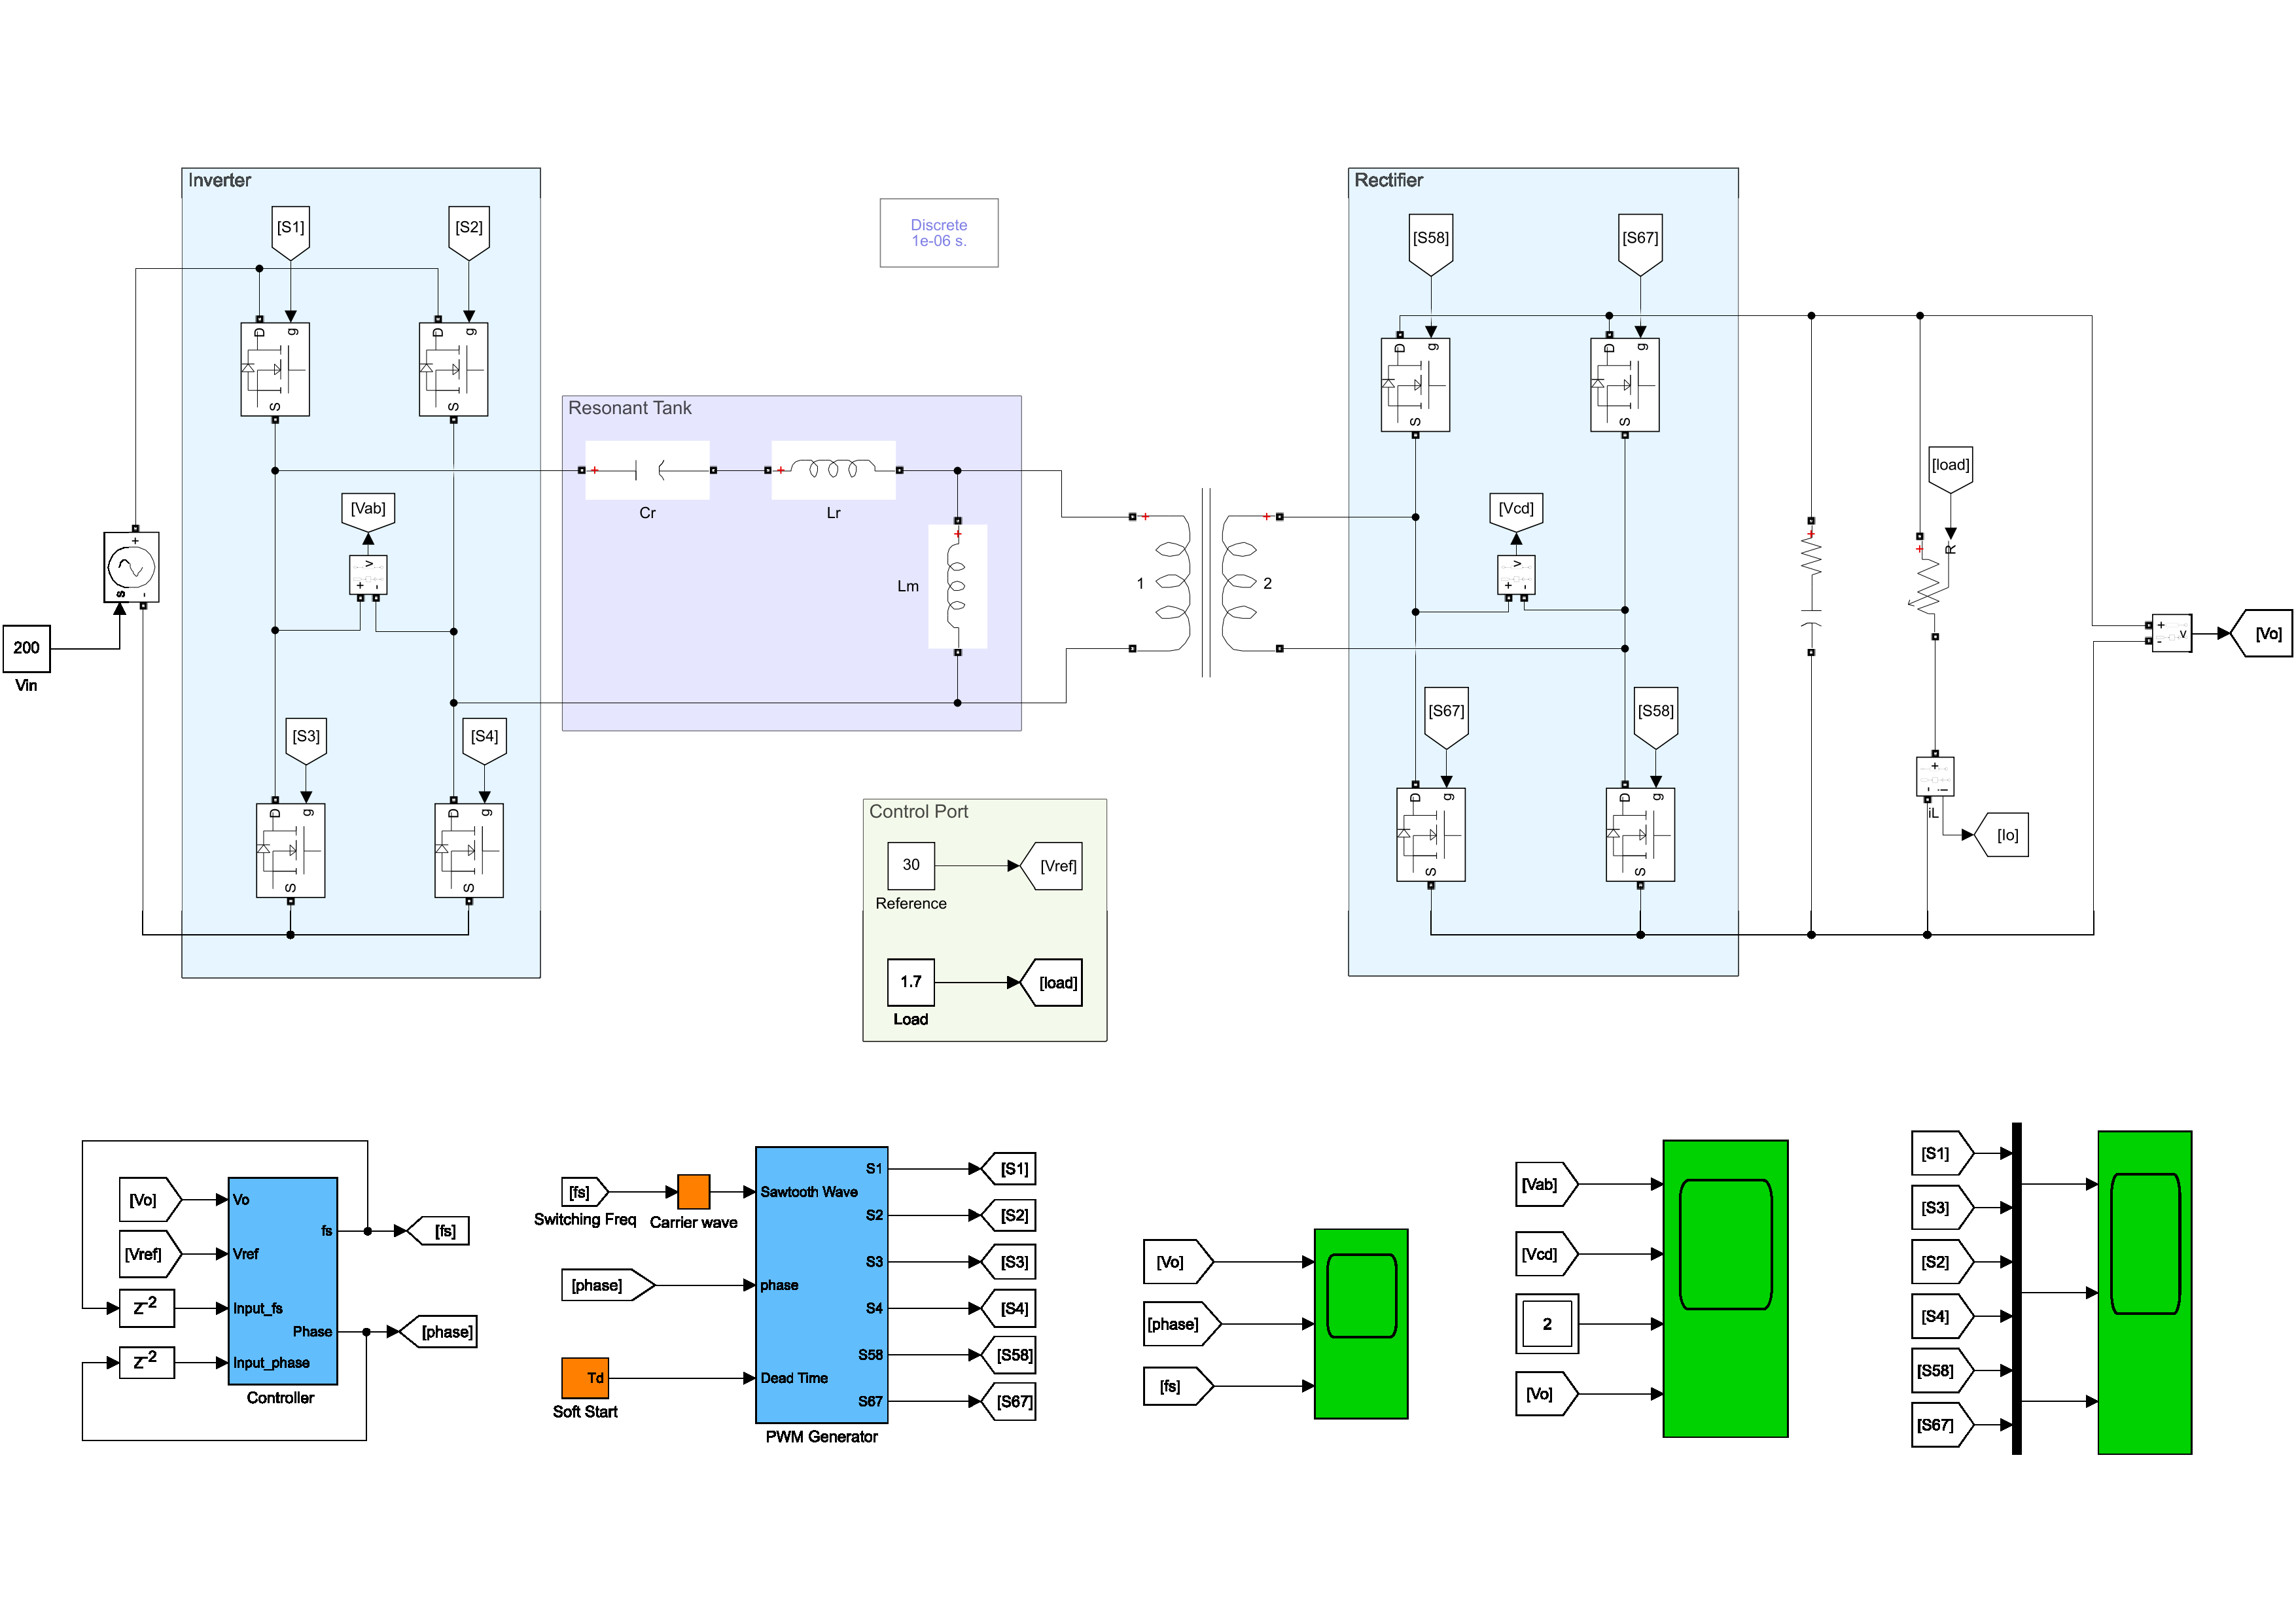 Inverter
[S1]
[S2]
D
g
S
D
g
S
[Vab]
v
+
-
+
s
-
200
Vin
[S3]
[S4]
D
g
S
D
g
S
Discrete
1e-06 s.
Resonant Tank
+
+
Cr
Lr
+
Lm
+
+
1
2
Rectifier
[S58]
[S67]
D
g
S
D
g
S
[Vcd]
v
+
-
[S67]
[S58]
D
g
S
D
g
S
+
[load]
+
R
+
-
i
iL
[Io]
+
-
v
[Vo]
Control Port
30
[Vref]
Reference
1.7
[load]
Load
[Vo]
[Vref]
Z-2
Z-2
Vo
Vref
Input_fs
Input_phase
fs
Phase
Controller
[fs]
[phase]
[fs]
Switching Freq
Carrier wave
[phase]
Td
Soft Start
Sawtooth Wave
phase
Dead Time
S1
S2
S3
S4
S58
S67
PWM Generator
[S1]
[S2]
[S3]
[S4]
[S58]
[S67]
[Vo]
[phase]
[fs]
[Vab]
[Vcd]
2
[Vo]
[S1]
[S3]
[S2]
[S4]
[S58]
[S67]